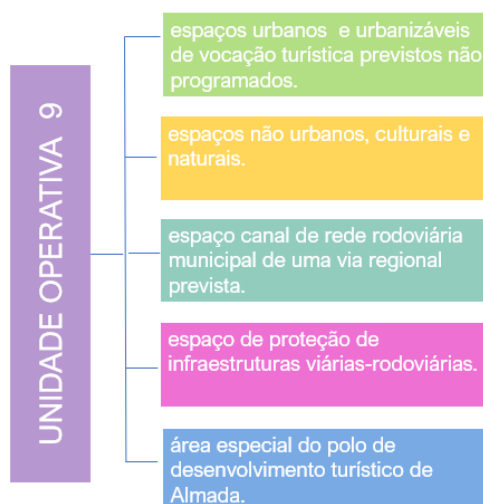 UNIDADE OPERATIVA 9
espaços urbanos e urbanizáveis
de vocação turística previstos não
programados.
espaços não urbanos, culturais e
naturais.
espaço canal de rede rodoviária
municipal de uma via regional
prevista.
espaço de proteção de
infraestruturas viárias-rodoviárias.
área especial do polo de
desenvolvimento turístico de
Almada.